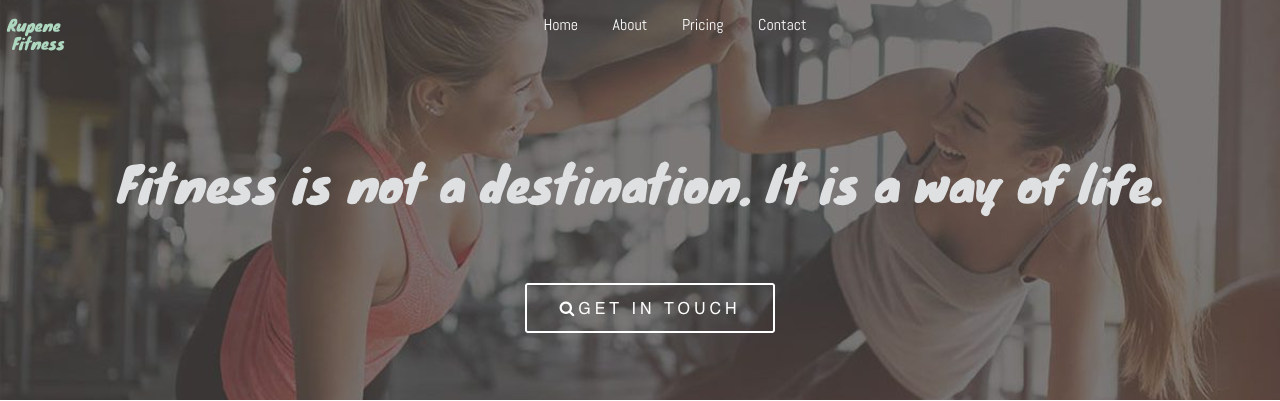 Rupene
Fitness
Home About Pricing Contact
Fitness is not a destination. It is a way of life.
GET IN TOUCH